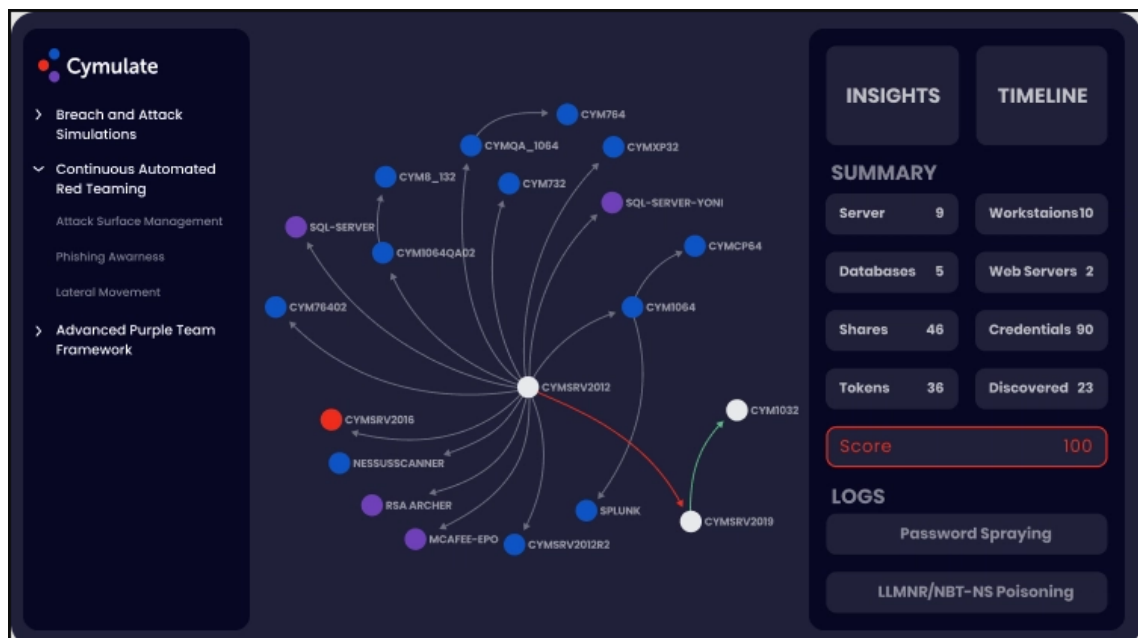 Cymulate
Breach and Attack
Simulations
Continuous Automated
Red Teaming
Attack Surface Management
Phishing Awarness
Lateral Movement
Advanced Purple Team
Framework
CYM764
CYMQA_1064
CYMXP32
CYM8_132
CYM732
SQL-SERVER-YONI
SQL-SERVER
CYM1064QA02
CYMCP64
CYM76402
CYM1064
CYMSRV2012
CYM1032
CYMSRV2016
NESSUSSCANNER
RSA ARCHER
SPLUNK
CYMSRV2019
MCAFEE-EPO
CYMSRV2012R2
INSIGHTS
TIMELINE
SUMMARY
Server 9
Workstaions10
Databases 5
Web Servers 2
Shares 46
Credentials 90
Tokens 36
Discovered 23
Score 100
LOGS
Password Spraying
LLMNR/NBT-NS Poisoning